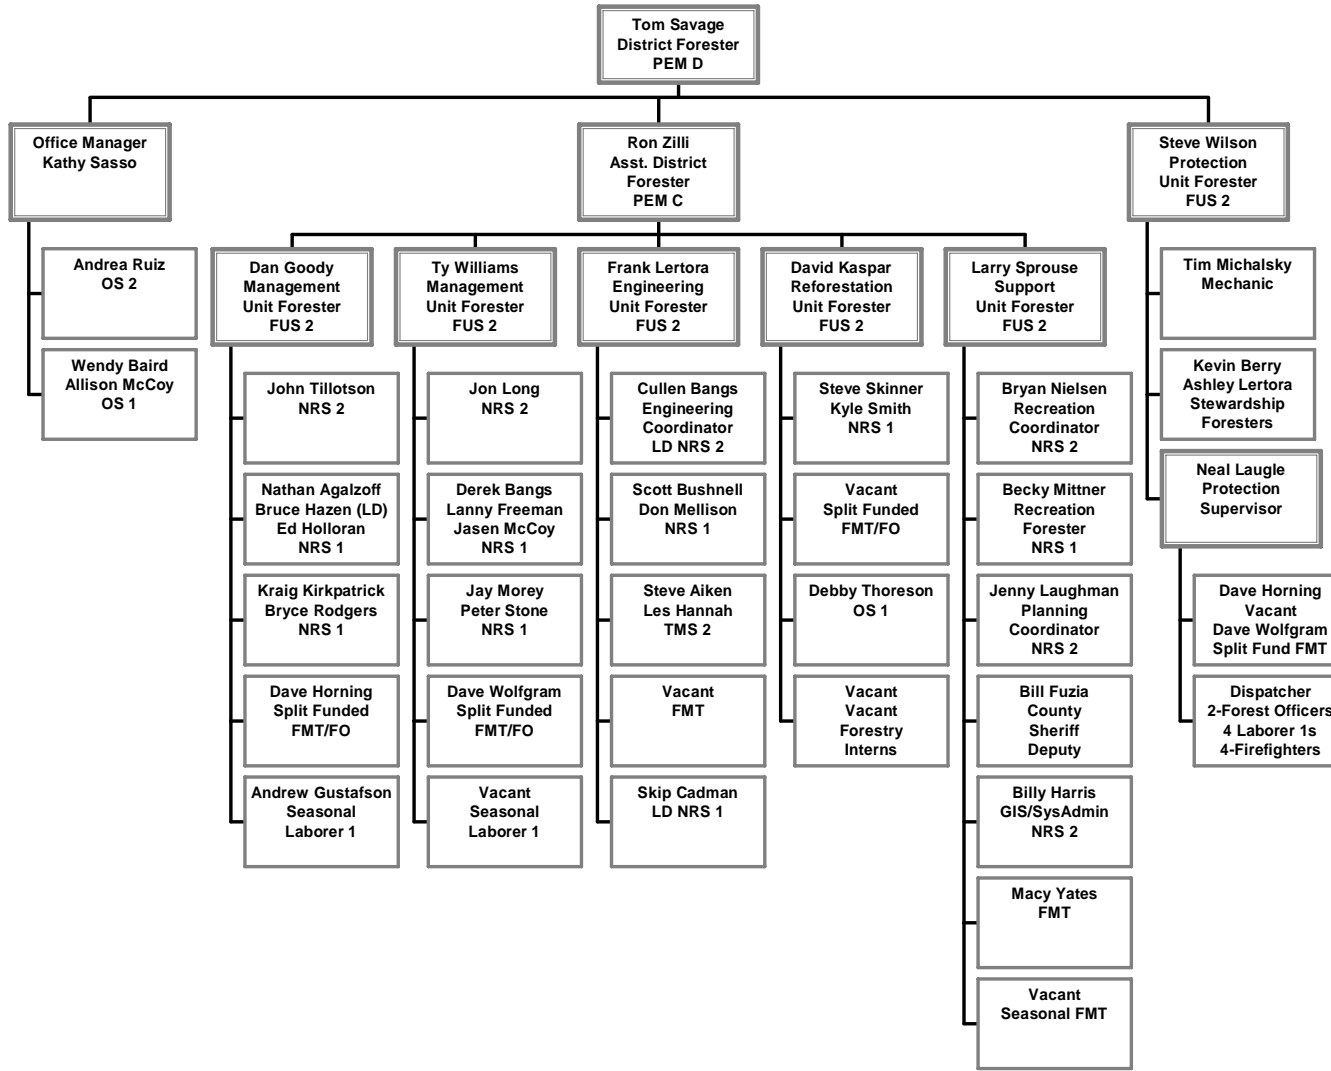 Tom Savage
District Forester
PEM D
Office Manager
Kathy Sasso
Ron Zilli
Asst. District
Forester
PEM C
Steve Wilson
Protection
Unit Forester
FUS 2
Andrea Ruiz
OS 2
Wendy Baird
Allison McCoy
OS 1
Dan Goody
Management
Unit Forester
FUS 2
John Tillotson
NRS 2
Nathan Agalzoff
Bruce Hazen (LD)
Ed Holloran
NRS 1
Kraig Kirkpatrick
Bryce Rodgers
NRS 1
Dave Horning
Split Funded
FMT/FO
Andrew Gustafson
Seasonal
Laborer 1
Ty Williams
Management
Unit Forester
FUS 2
Jon Long
NRS 2
Derek Bangs
Lanny Freeman
Jasen McCoy
NRS 1
Jay Morey
Peter Stone
NRS 1
Dave Wolfgram
Split Funded
FMT/FO
Vacant
Seasonal
Laborer 1
Frank Lertora
Engineering
Unit Forester
FUS 2
Cullen Bangs
Engineering
Coordinator
LD NRS 2
Scott Bushnell
Don Mellison
NRS 1
Steve Aiken
Les Hannah
TMS 2
Vacant
FMT
Skip Cadman
LD NRS 1
David Kaspar
Reforestation
Unit Forester
FUS 2
Steve Skinner
Kyle Smith
NRS 1
Vacant
Split Funded
FMT/FO
Debby Thoreson
OS 1
Vacant
Vacant
Forestry
Interns
Larry Sprouse
Support
Unit Forester
FUS 2
Bryan Nielsen
Recreation
Coordinator
NRS 2
Becky Mittner
Recreation
Forester
NRS 1
Jenny Laughman
Planning
Coordinator
NRS 2
Bill Fuzia
County
Sheriff
Deputy
Billy Harris
GIS/SysAdmin
NRS 2
Macy Yates
FMT
Vacant
Seasonal FMT
Tim Michalsky
Mechanic
Kevin Berry
Ashley Lertora
Stewardship
Foresters
Neal Laugle
Protection
Supervisor
Dave Horning
Vacant
Dave Wolfgram
Split Fund FMT
Dispatcher
2-Forest Officers
4 Laborer 1s
4-Firefighters